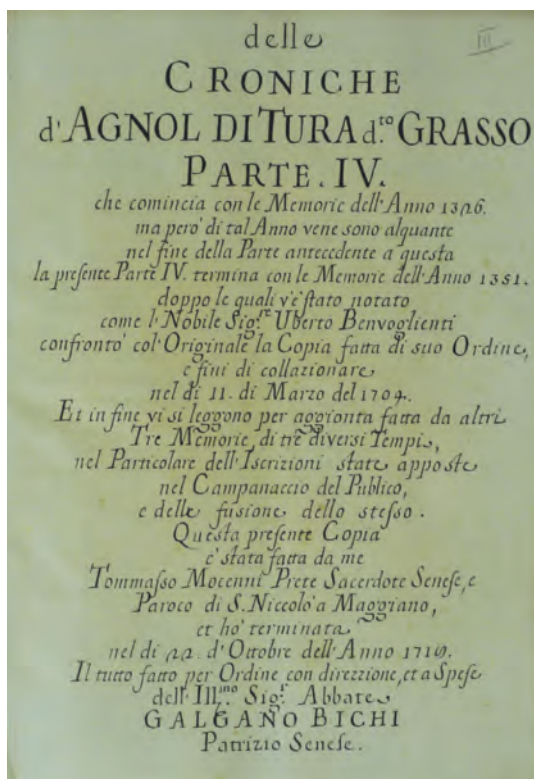 delle
III
CRONICHE
d'AGNOL DI TURA d.to GRASSO
PARTE. IV.
che comincia con le Memorie dell'Anno 1326.
ma però di tal Anno vene sono alquante
nel fine della Parte antecedente a questa
la presente Parte IV. termina con le Memorie dell'Anno 1351.
doppo le quali v'è stato notato
come l'Nobile Sig.re Uberto Benvoglienti
confrontò col'Originale la Copia fatta di suo Ordine,
e finì di collazionare
nel dì 11. di Marzo del 1704.
Et in fine vi si leggono per aggionta fatta da altri
Tre Memorie, di trè diversi Tempi,
nel Particolare dell'Iscrizioni state apposte
nel Campanaccio del Publico,
e delle fusione dello stesso.
Questa presente Copia
è stata fatta da me
Tommasso Mocenni Prete Sacerdote Senese, e
Paroco di S. Niccolò a Maggiano,
et hò terminata
nel dì 22. d'Ottobre dell'Anno 1719.
Il tutto fatto per Ordine con direzzione, et a Spese
dell'Ill.mo Sig.r Abbate
GALGANO BICHI
Patrizio Senese.